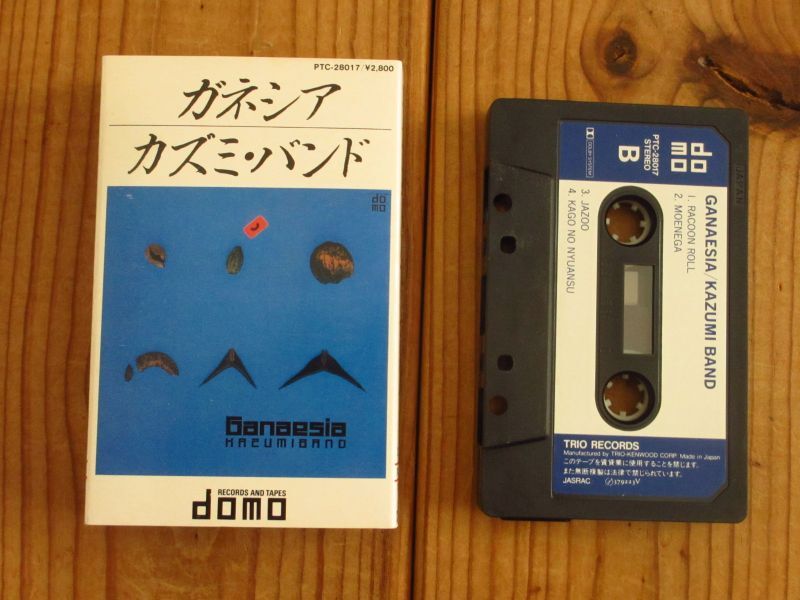 PTC-28017/¥2,800
ガネシア
カズミ・バンド
domo
Ganaesia
KAZUMIBAND
RECORDS AND TAPES
domo
domo
PTC-28017
STEREO
B
DOLBY SYSTEM
GANAESIA/KAZUMI BAND
1. RACOON ROLL
2. MOENEGA
3. JAZOO
4. KAGO NO NYUANSU
TRIO RECORDS
Manufactured by TRIO-KENWOOD CORP. Made in Japan
このテープを賃貸業に使用することを禁じます。
また無断複製は法律で禁じられています。
JASRAC
JAPAN